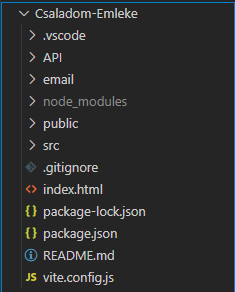 Csaladom-Emleke
.vscode
API
email
node_modules
public
src
.gitignore
index.html
package-lock.json
package.json
README.md
vite.config.js